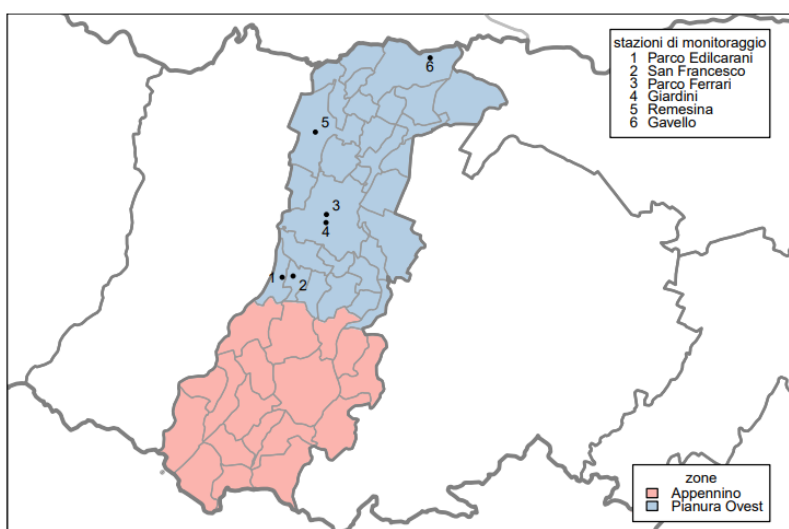 stazioni di monitoraggio
1 Parco Edilcarani
2 San Francesco
3 Parco Ferrari
4 Giardini
5 Remesina
6 Gavello
6
5
3
4
1
2
zone
Appennino
Pianura Ovest